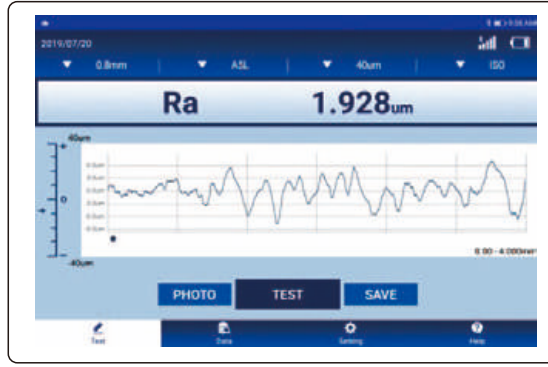 2019/07/20
0.8mm ASL 40um ISO
Ra 1.928um
40um
0
-40um
0.00-4.000mm
PHOTO TEST SAVE
Test Data Setting Help